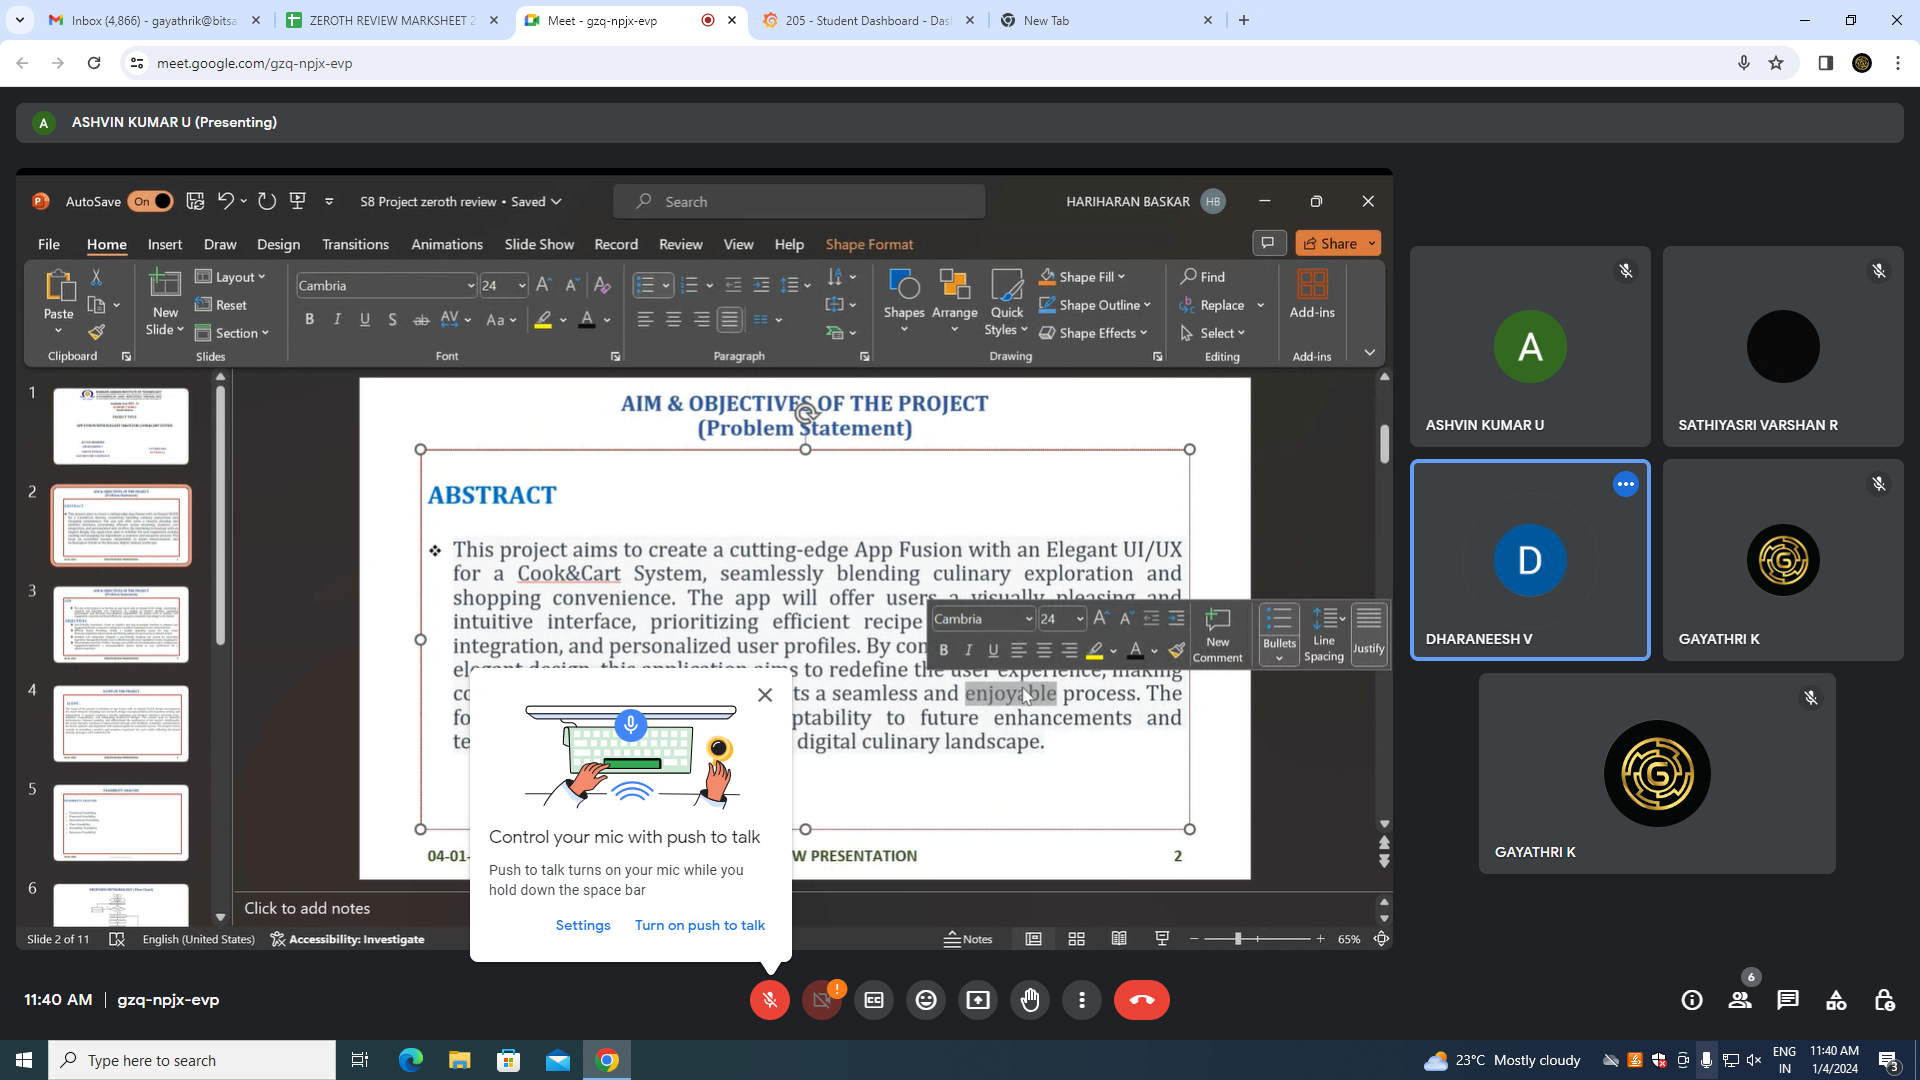 Inbox (4,866) - gayathrik@bitsa
ZEROTH REVIEW MARKSHEET 2
Meet - gzq-npjx-evp
205 - Student Dashboard - Das
New Tab
meet.google.com/gzq-npjx-evp
A
ASHVIN KUMAR U (Presenting)
AutoSave On
S8 Project zeroth review • Saved
Search
HARIHARAN BASKAR HB
File Home Insert Draw Design Transitions Animations Slide Show Record Review View Help Shape Format
Share
Paste
New Slide
Layout
Reset
Section
Cambria 24
Shapes
Arrange
Quick Styles
Shape Fill
Shape Outline
Shape Effects
Find
Replace
Select
Add-ins
Clipboard Slides Font Paragraph Drawing Editing Add-ins
1
2
3
4
5
6
AIM & OBJECTIVES OF THE PROJECT
(Problem Statement)
ABSTRACT
This project aims to create a cutting-edge App Fusion with an Elegant UI/UX
for a Cook&Cart System, seamlessly blending culinary exploration and
shopping convenience. The app will offer users a visually pleasing and
intuitive interface, prioritizing efficient recipe
integration, and personalized user profiles. By com
elegant design, this application aims to redefine the user experience, making
co ts a seamless and enjoyable process. The
fo ptability to future enhancements and
te digital culinary landscape.
04-01- W PRESENTATION 2
Cambria 24
New Comment
Bullets
Line Spacing
Justify
Control your mic with push to talk
Push to talk turns on your mic while you
hold down the space bar
Settings Turn on push to talk
Click to add notes
Slide 2 of 11 English (United States) Accessibility: Investigate Notes 65%
A
ASHVIN KUMAR U
SATHIYASRI VARSHAN R
D
DHARANEESH V
GAYATHRI K
G
GAYATHRI K
11:40 AM | gzq-npjx-evp
6
Type here to search
23°C Mostly cloudy
ENG
IN
11:40 AM
1/4/2024
3